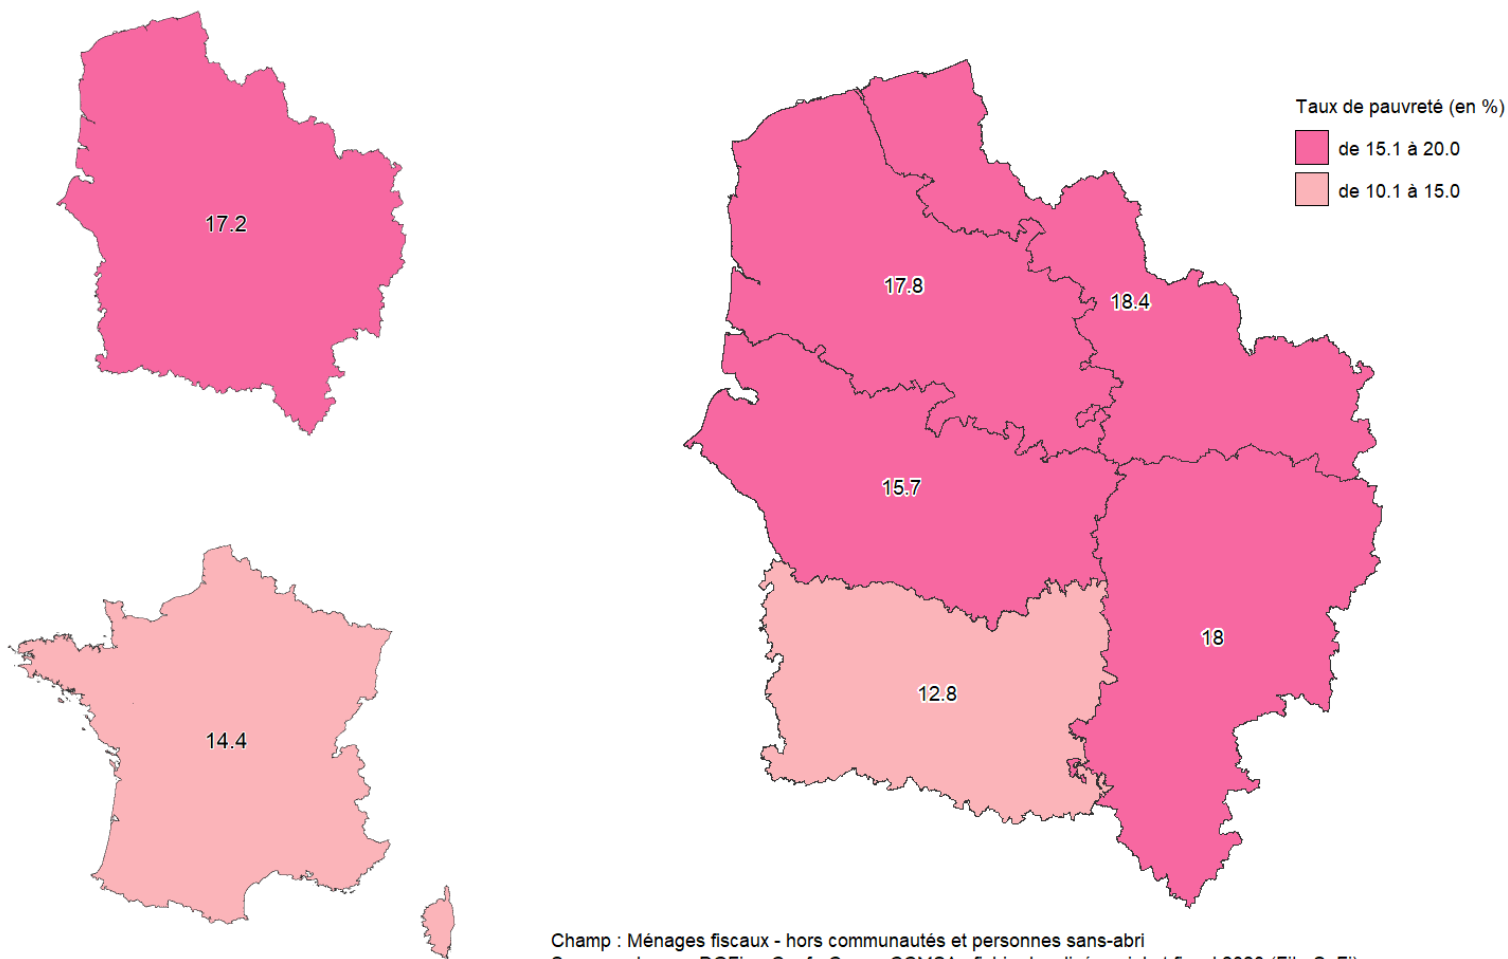 Taux de pauvreté (en %)
de 15.1 à 20.0
de 10.1 à 15.0
17.2
17.8
18.4
15.7
18
12.8
14.4
Champ : Ménages fiscaux - hors communautés et personnes sans-abri